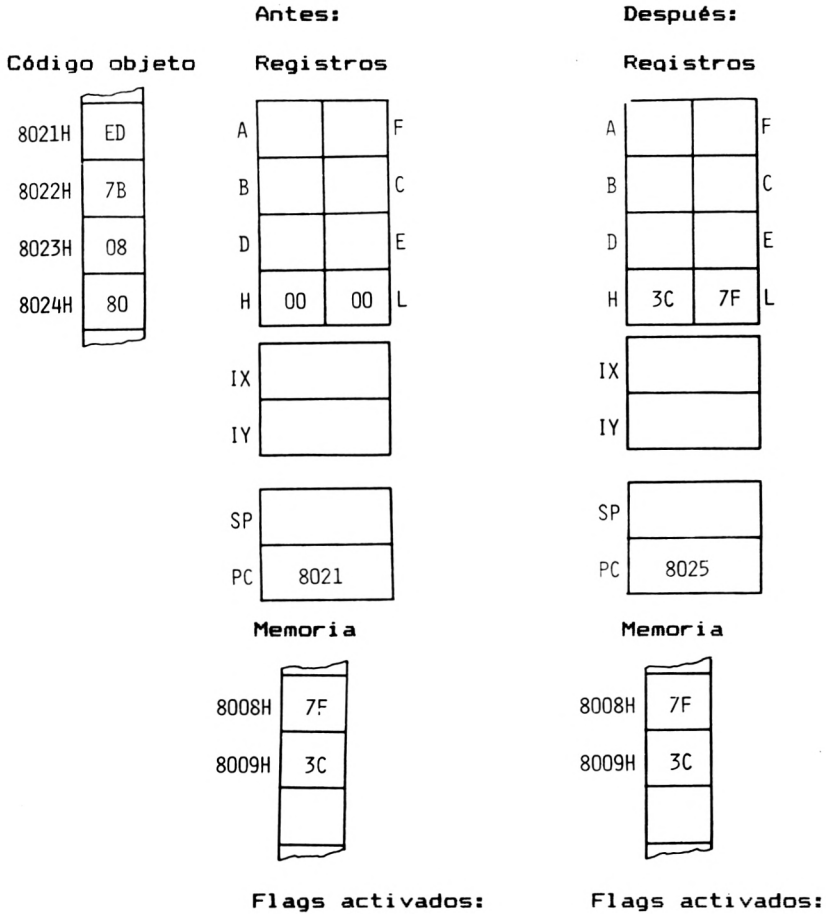 Antes: Después:
Código objeto Registros Registros
8021H ED
8022H 7B
8023H 08
8024H 80
A F
B C
D E
H 00 00 L
IX
IY
SP
PC 8021
Memoria
8008H 7F
8009H 3C
Flags activados:
A F
B C
D E
H 3C 7F L
IX
IY
SP
PC 8025
Memoria
8008H 7F
8009H 3C
Flags activados: